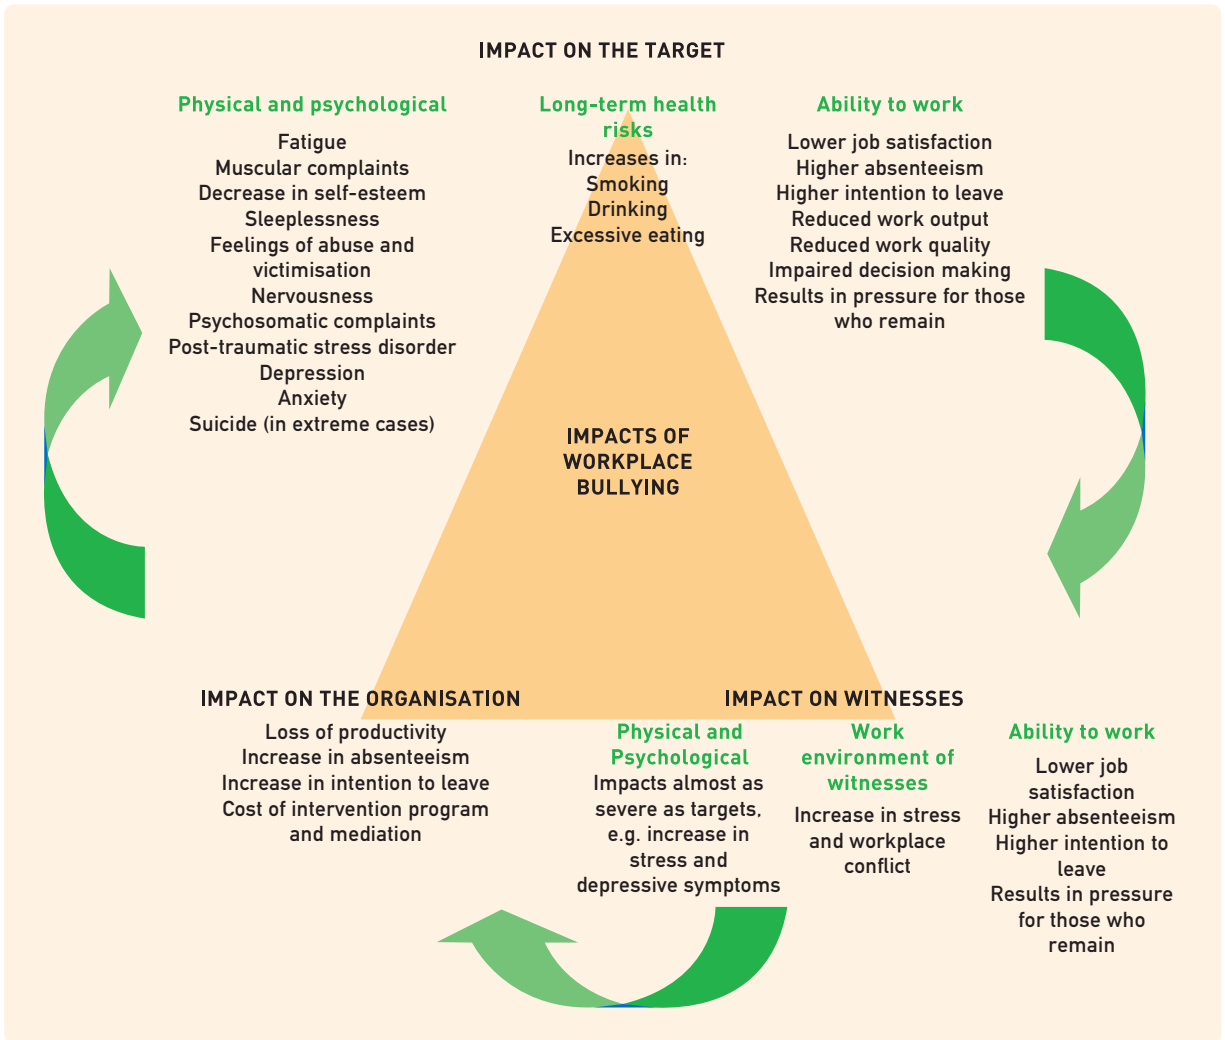 IMPACT ON THE TARGET
Physical and psychological
Fatigue
Muscular complaints
Decrease in self-esteem
Sleeplessness
Feelings of abuse and
victimisation
Nervousness
Psychosomatic complaints
Post-traumatic stress disorder
Depression
Anxiety
Suicide (in extreme cases)
Long-term health
risks
Increases in:
Smoking
Drinking
Excessive eating
Ability to work
Lower job satisfaction
Higher absenteeism
Higher intention to leave
Reduced work output
Reduced work quality
Impaired decision making
Results in pressure for those
who remain
IMPACTS OF
WORKPLACE
BULLYING
IMPACT ON THE ORGANISATION
Loss of productivity
Increase in absenteeism
Increase in intention to leave
Cost of intervention program
and mediation
IMPACT ON WITNESSES
Physical and
Psychological
Impacts almost as
severe as targets,
e.g. increase in
stress and
depressive symptoms
Work
environment of
witnesses
Increase in stress
and workplace
conflict
Ability to work
Lower job
satisfaction
Higher absenteeism
Higher intention to
leave
Results in pressure
for those who
remain